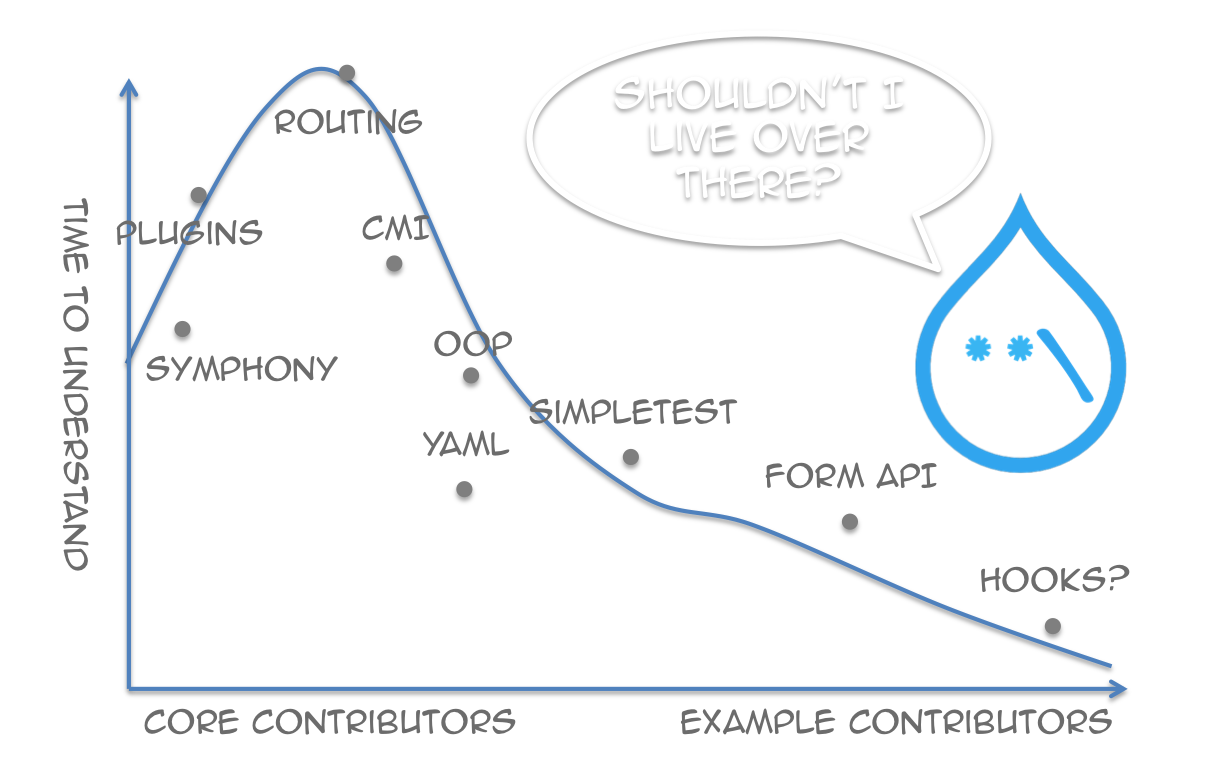 SHOULDN'T I
LIVE OVER
THERE?
ROUTING
PLUGINS
CMI
TIME TO UNDERSTAND
SYMPHONY
OOP
SIMPLETEST
YAML
FORM API
HOOKS?
CORE CONTRIBUTORS
EXAMPLE CONTRIBUTORS